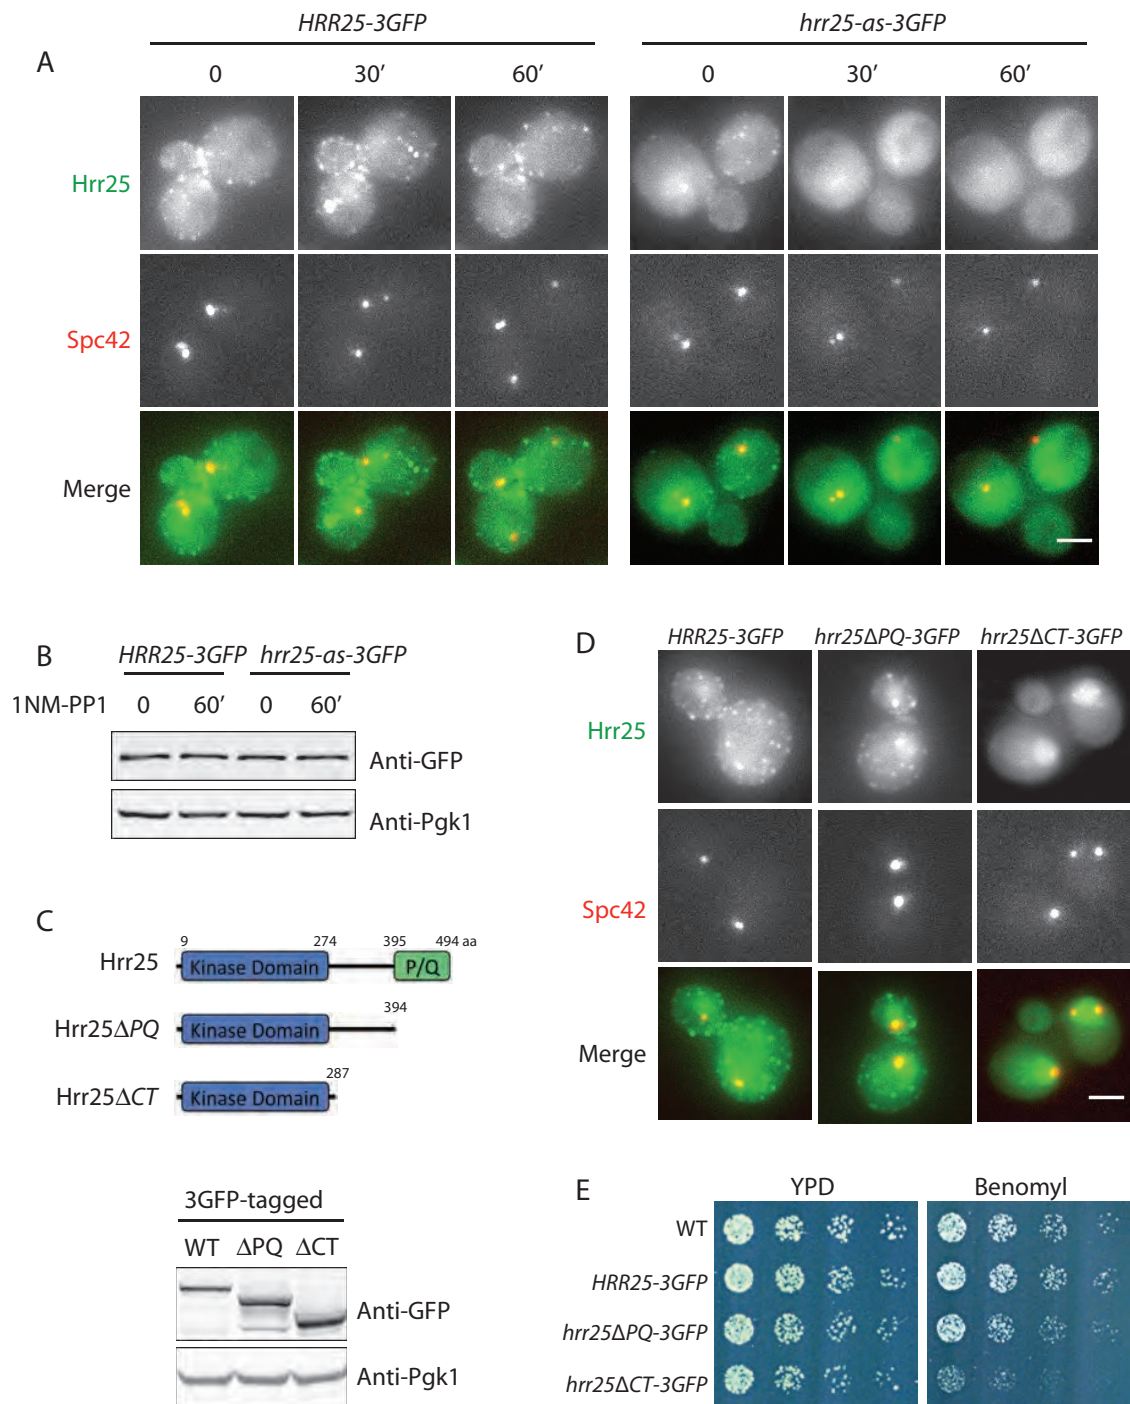 HRR25-3GFP hrr25-as-3GFP
A
0 30′ 60′ 0 30′ 60′
Hrr25
Spc42
Merge
B
HRR25-3GFP hrr25-as-3GFP
1NM-PP1 0 60′ 0 60′
Anti-GFP
Anti-Pgk1
C
9 274 395 494 aa
Hrr25 Kinase Domain P/Q
394
Hrr25ΔPQ Kinase Domain
287
Hrr25ΔCT Kinase Domain
3GFP-tagged
WT ΔPQ ΔCT
Anti-GFP
Anti-Pgk1
D
HRR25-3GFP hrr25ΔPQ-3GFP hrr25ΔCT-3GFP
Hrr25
Spc42
Merge
E
YPD Benomyl
WT
HRR25-3GFP
hrr25ΔPQ-3GFP
hrr25ΔCT-3GFP